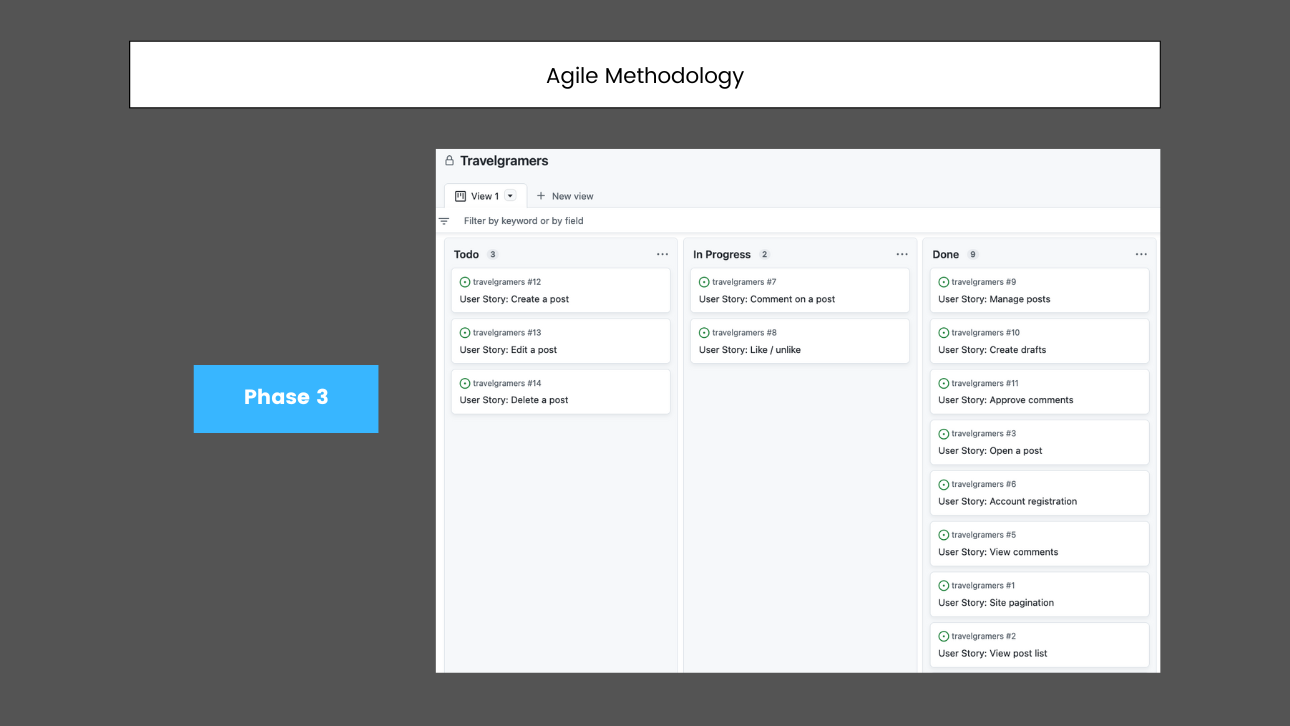 Agile Methodology
Phase 3
Travelgramers
View 1
New view
Filter by keyword or by field
Todo 3
travelgramers #12
User Story: Create a post
travelgramers #13
User Story: Edit a post
travelgramers #14
User Story: Delete a post
In Progress 2
travelgramers #7
User Story: Comment on a post
travelgramers #8
User Story: Like / unlike
Done 9
travelgramers #9
User Story: Manage posts
travelgramers #10
User Story: Create drafts
travelgramers #11
User Story: Approve comments
travelgramers #3
User Story: Open a post
travelgramers #6
User Story: Account registration
travelgramers #5
User Story: View comments
travelgramers #1
User Story: Site pagination
travelgramers #2
User Story: View post list